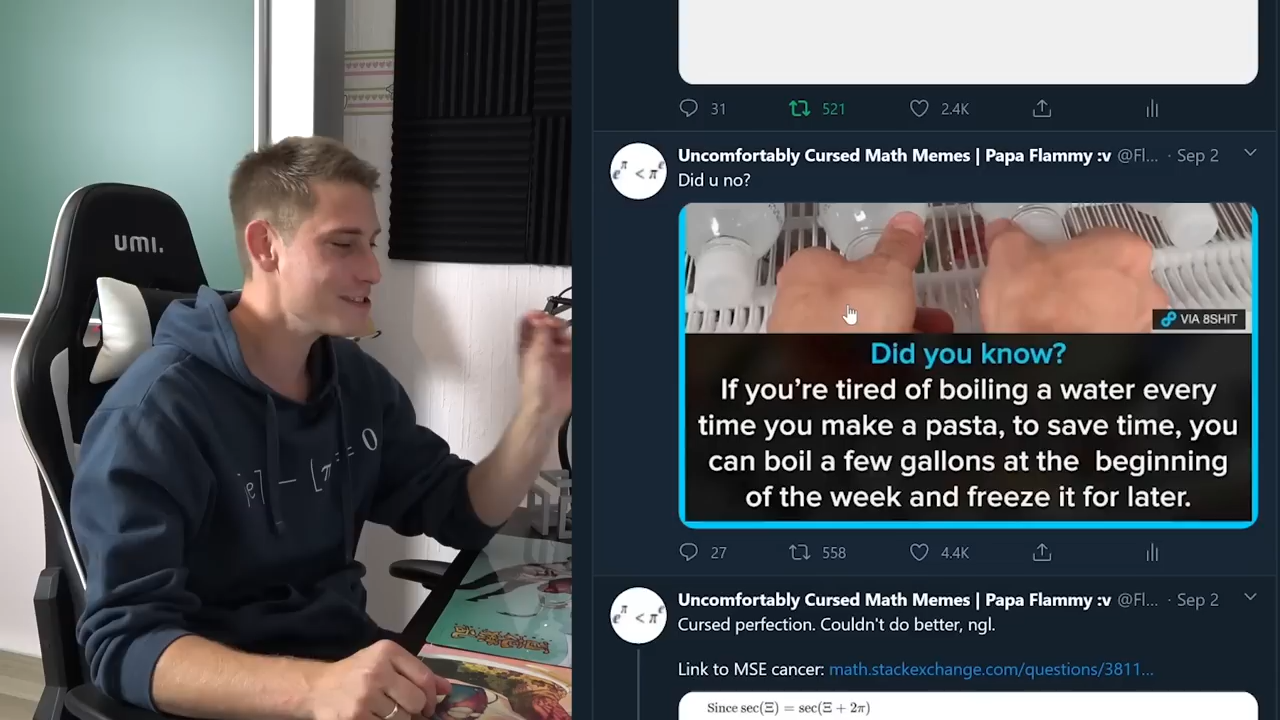 31
521
2.4K
Uncomfortably Cursed Math Memes | Papa Flammy :v @Fl... · Sep 2
Did u no?
VIA 8SHIT
Did you know?
If you're tired of boiling a water every
time you make a pasta, to save time, you
can boil a few gallons at the beginning
of the week and freeze it for later.
27
558
4.4K
Uncomfortably Cursed Math Memes | Papa Flammy :v @Fl... · Sep 2
Cursed perfection. Couldn't do better, ngl.
Link to MSE cancer: math.stackexchange.com/questions/3811...
Since sec(Ξ) = sec(Ξ + 2π)
umi.
e^π < π^e
e^π < π^e